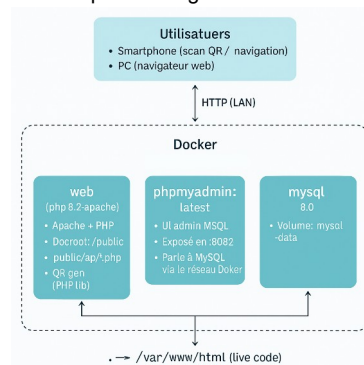 Utilisatuers
• Smartphone (scan QR / navigation)
• PC (navigateur web)
HTTP (LAN)
Docker
web
(php 8.2-apache)
• Apache + PHP
• Docroot: /public
• public/ap/*.php
• QR gen
(PHP lib)
phpmyadmin:
latest
• UI admin MSQL
• Exposé en :8082
• Parle à MySQL
via le réseau Doker
mysql
8.0
• Volume: mysql
-data
. → /var/www/html (live code)